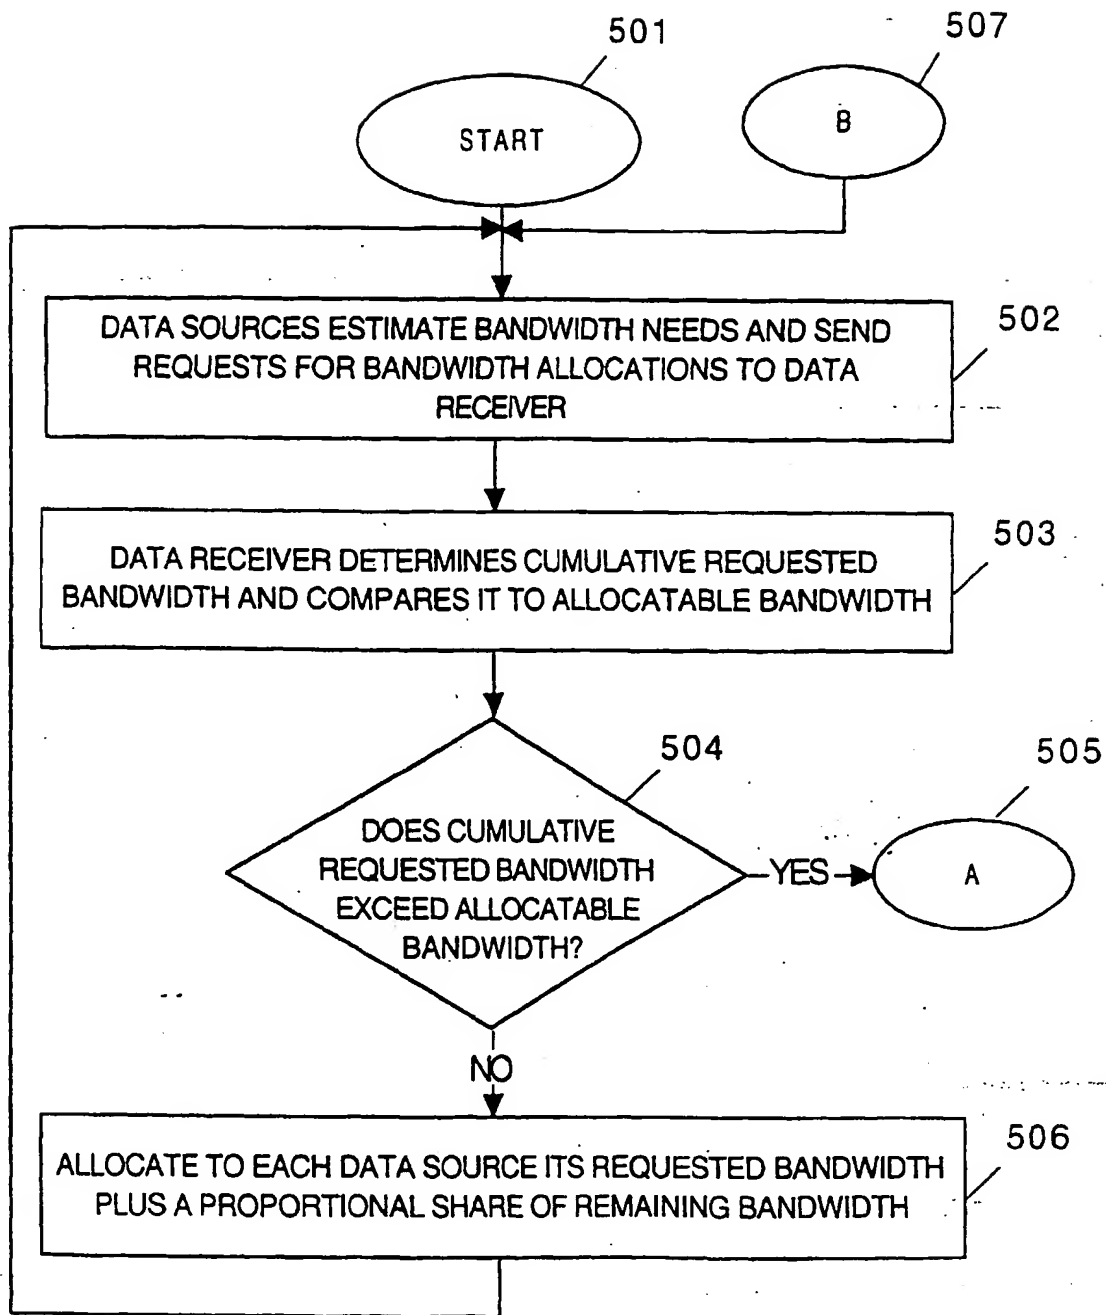 501
507
START
B
502
DATA SOURCES ESTIMATE BANDWIDTH NEEDS AND SEND
REQUESTS FOR BANDWIDTH ALLOCATIONS TO DATA
RECEIVER
503
DATA RECEIVER DETERMINES CUMULATIVE REQUESTED
BANDWIDTH AND COMPARES IT TO ALLOCATABLE BANDWIDTH
504
505
DOES CUMULATIVE
REQUESTED BANDWIDTH
EXCEED ALLOCATABLE
BANDWIDTH?
YES
A
NO
506
ALLOCATE TO EACH DATA SOURCE ITS REQUESTED BANDWIDTH
PLUS A PROPORTIONAL SHARE OF REMAINING BANDWIDTH